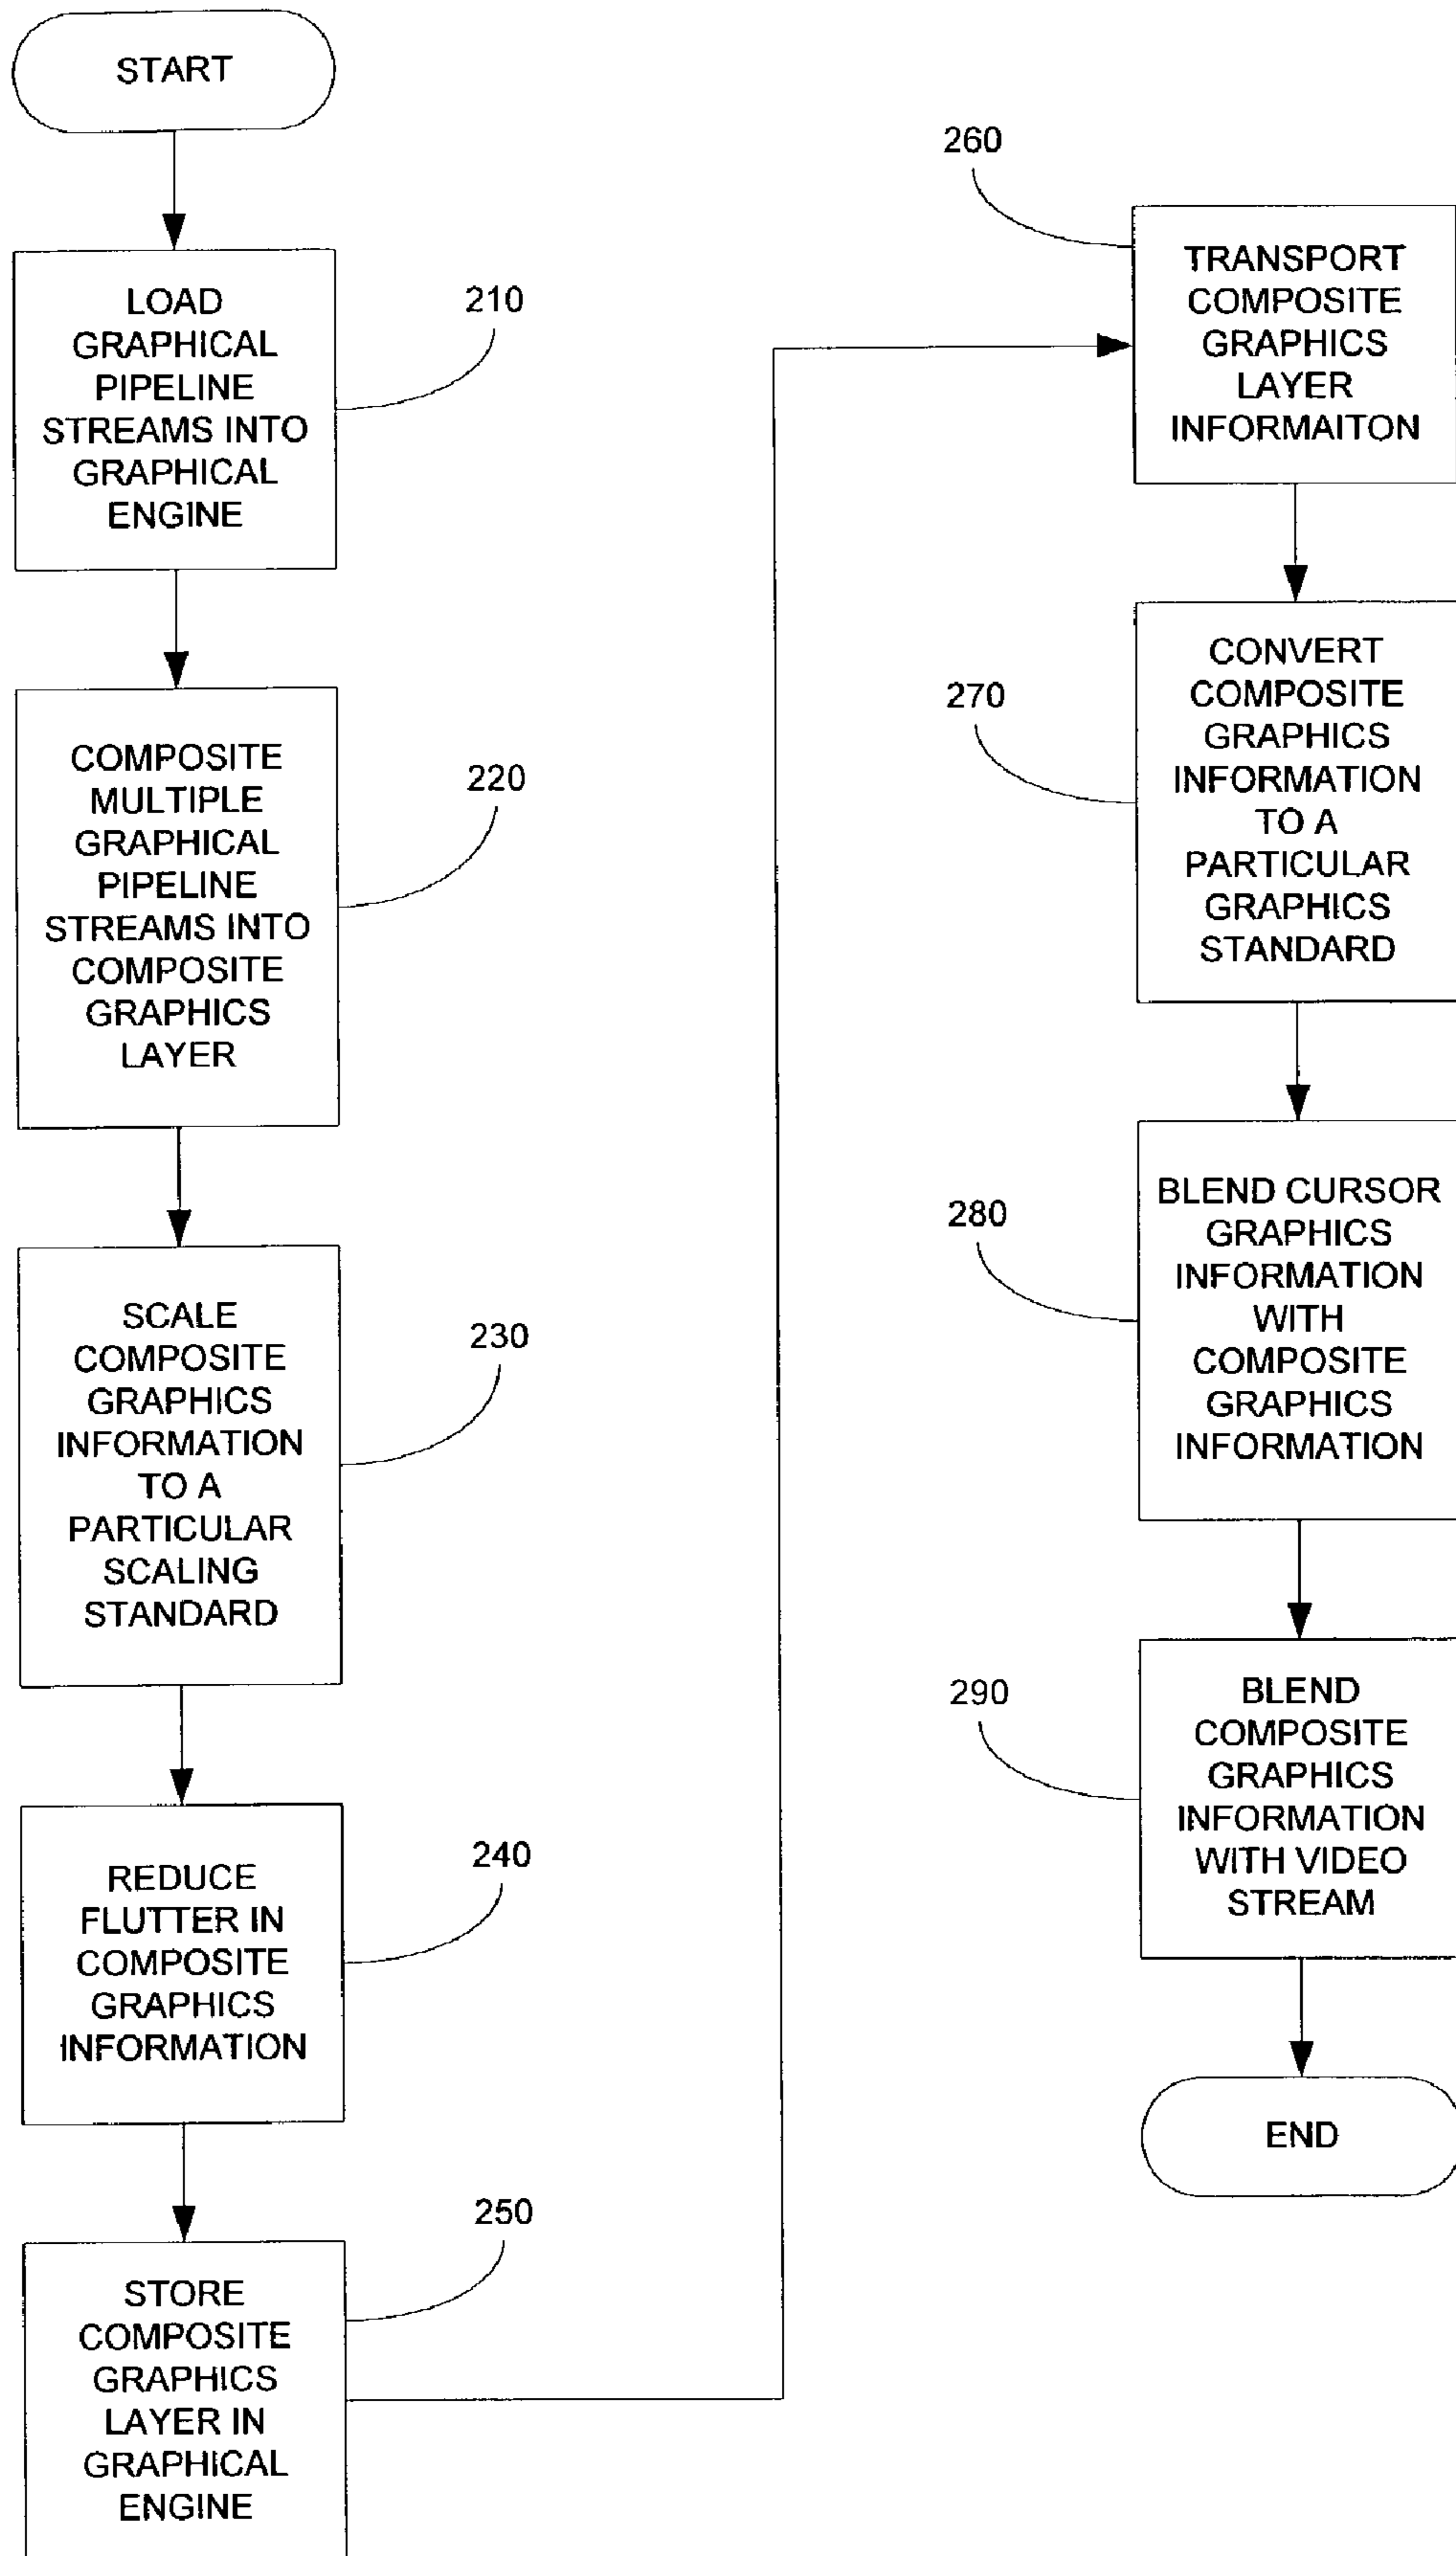 START
210
LOAD
GRAPHICAL
PIPELINE
STREAMS INTO
GRAPHICAL
ENGINE
220
COMPOSITE
MULTIPLE
GRAPHICAL
PIPELINE
STREAMS INTO
COMPOSITE
GRAPHICS
LAYER
230
SCALE
COMPOSITE
GRAPHICS
INFORMATION
TO A
PARTICULAR
SCALING
STANDARD
240
REDUCE
FLUTTER IN
COMPOSITE
GRAPHICS
INFORMATION
250
STORE
COMPOSITE
GRAPHICS
LAYER IN
GRAPHICAL
ENGINE
260
TRANSPORT
COMPOSITE
GRAPHICS
LAYER
INFORMAITON
270
CONVERT
COMPOSITE
GRAPHICS
INFORMATION
TO A
PARTICULAR
GRAPHICS
STANDARD
280
BLEND CURSOR
GRAPHICS
INFORMATION
WITH
COMPOSITE
GRAPHICS
INFORMATION
290
BLEND
COMPOSITE
GRAPHICS
INFORMATION
WITH VIDEO
STREAM
END